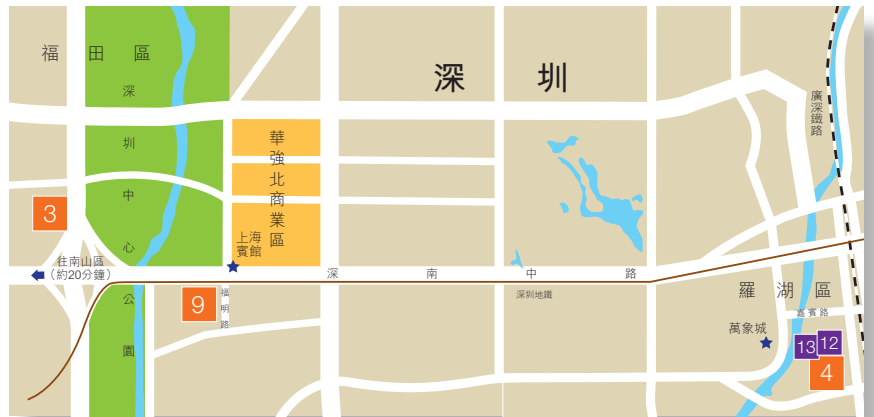 福田區
深圳
深圳中心公園
廣深鐵路
華強北商業區
3
上海
賓館
往南山區
(約20分鐘)
深南中路
9
福明路
深圳地鐵
羅湖區
嘉賓路
萬象城
13
12
4